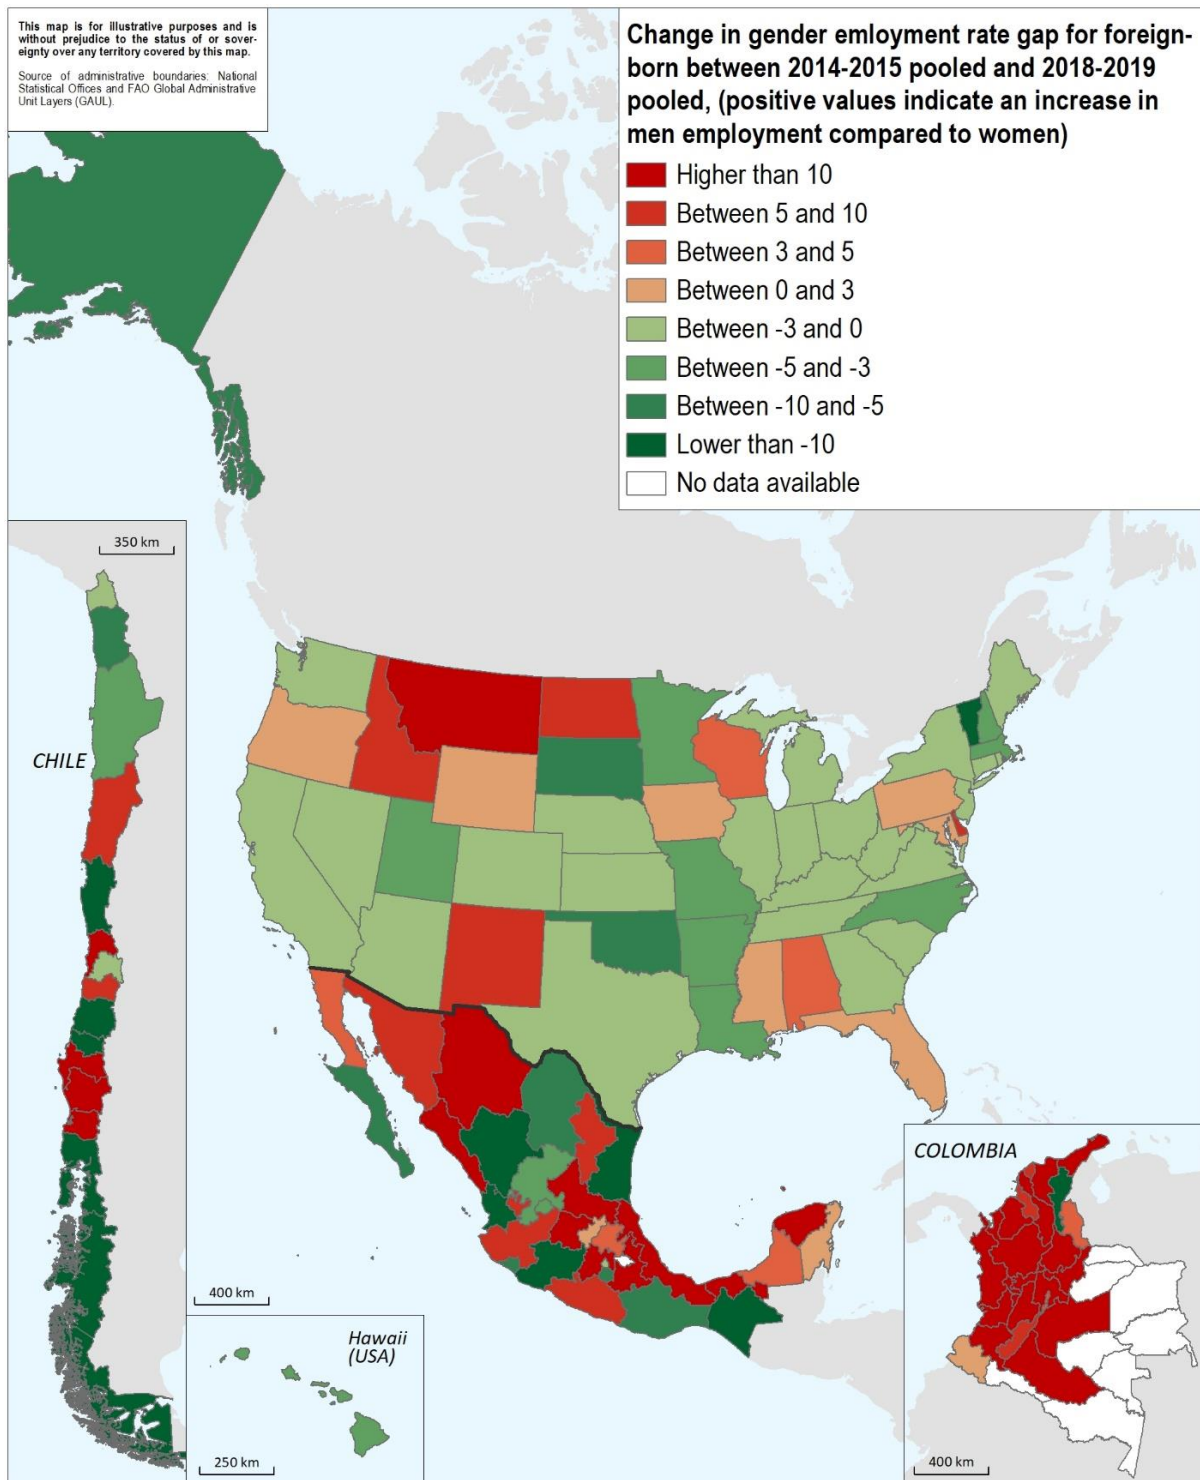 This map is for illustrative purposes and is
without prejudice to the status of or sover-
eignty over any territory covered by this map.
Source of administrative boundaries: National
Statistical Offices and FAO Global Administrative
Unit Layers (GAUL).
Change in gender emloyment rate gap for foreign-
born between 2014-2015 pooled and 2018-2019
pooled, (positive values indicate an increase in
men employment compared to women)
Higher than 10
Between 5 and 10
Between 3 and 5
Between 0 and 3
Between -3 and 0
Between -5 and -3
Between -10 and -5
Lower than -10
No data available
350 km
CHILE
COLOMBIA
400 km
Hawaii
(USA)
250 km
400 km